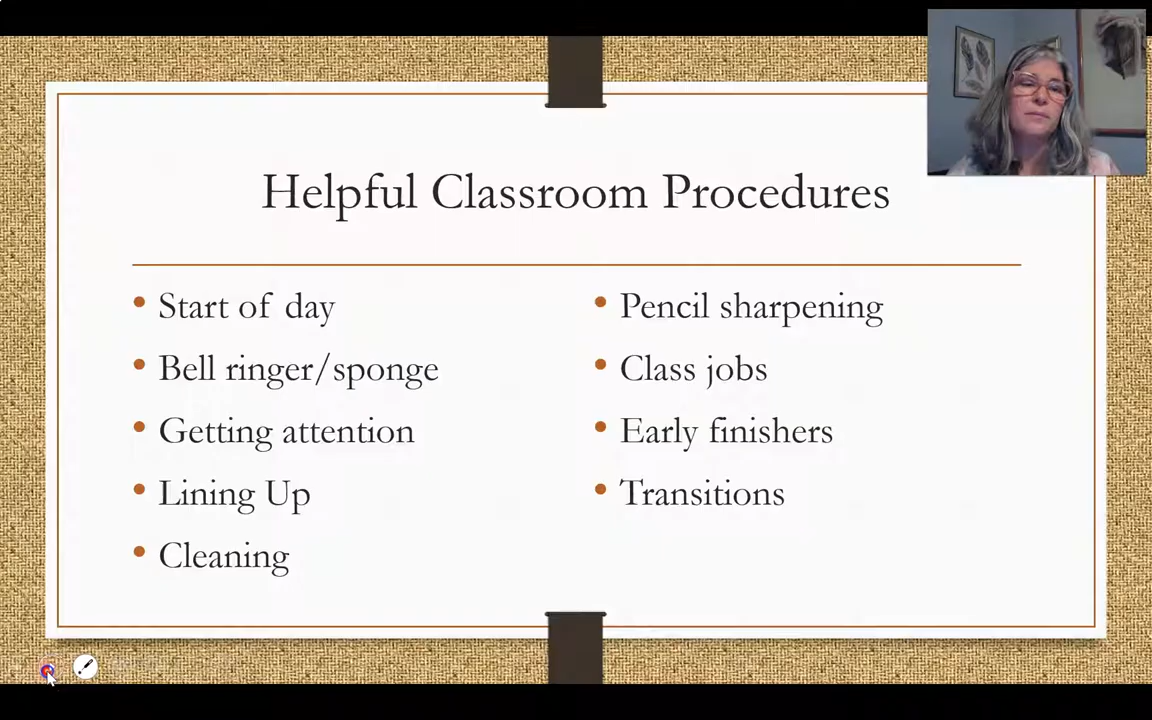 Helpful Classroom Procedures
Start of day
Bell ringer/sponge
Getting attention
Lining Up
Cleaning
Pencil sharpening
Class jobs
Early finishers
Transitions